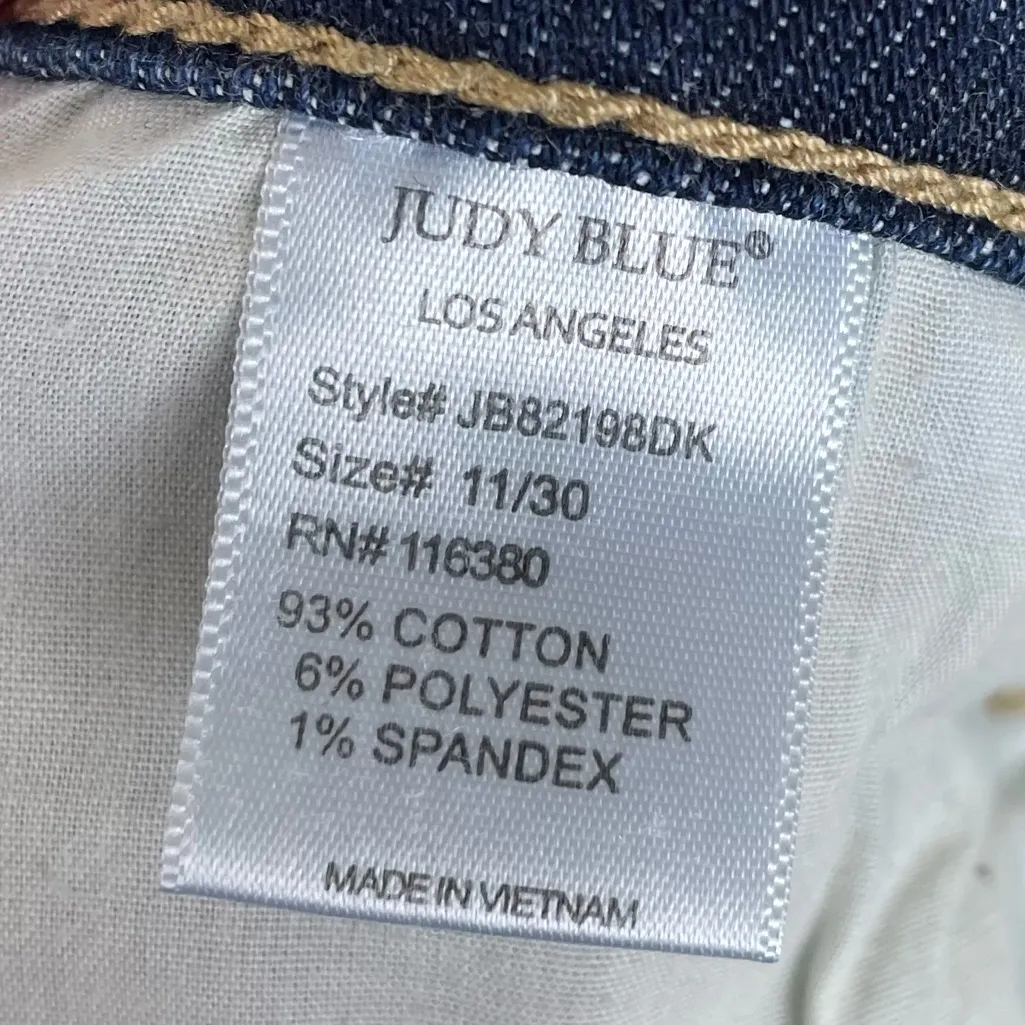 JUDY BLUE®
LOS ANGELES
Style# JB82198DK
Size# 11/30
RN# 116380
93% COTTON
6% POLYESTER
1% SPANDEX
MADE IN VIETNAM